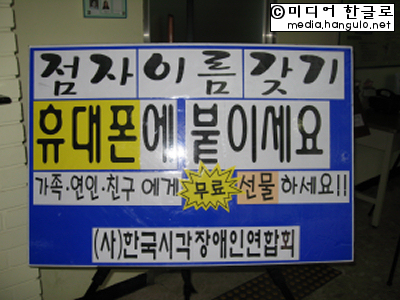 ⓒ미디어 한글로
media.hangulo.net
점자이름갖기
휴대폰에붙이세요
가족·연인·친구 에게 무료 선물 하세요!!
(사)한국시각장애인연합회